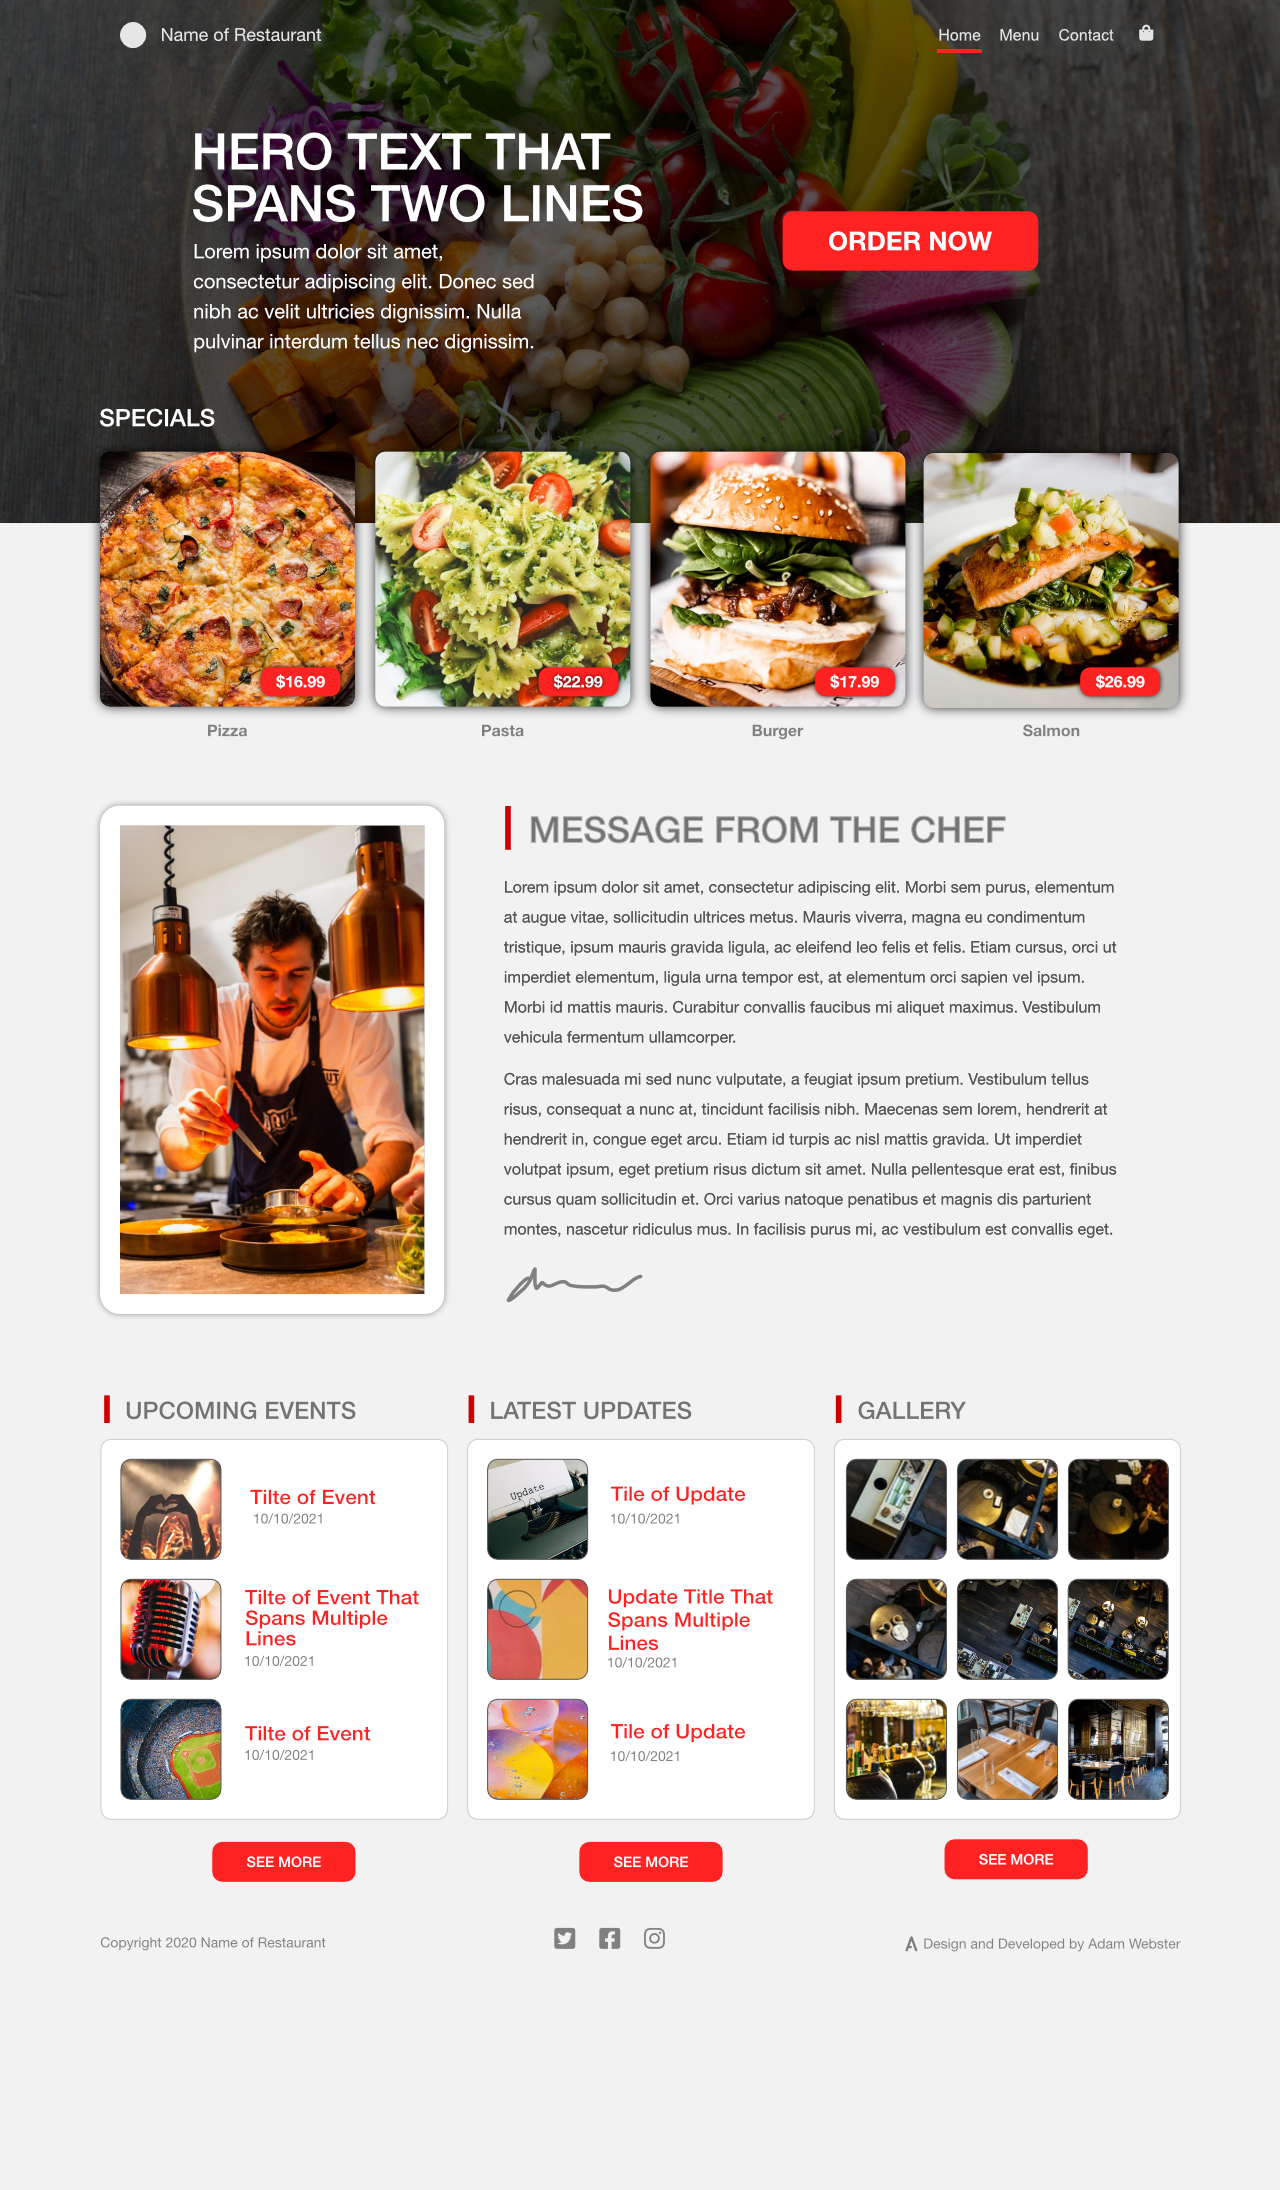 Name of Restaurant
Home Menu Contact
HERO TEXT THAT
SPANS TWO LINES
Lorem ipsum dolor sit amet,
consectetur adipiscing elit. Donec sed
nibh ac velit ultricies dignissim. Nulla
pulvinar interdum tellus nec dignissim.
ORDER NOW
SPECIALS
$16.99
$22.99
$17.99
$26.99
Pizza
Pasta
Burger
Salmon
MESSAGE FROM THE CHEF
Lorem ipsum dolor sit amet, consectetur adipiscing elit. Morbi sem purus, elementum
at augue vitae, sollicitudin ultrices metus. Mauris viverra, magna eu condimentum
tristique, ipsum mauris gravida ligula, ac eleifend leo felis et felis. Etiam cursus, orci ut
imperdiet elementum, ligula urna tempor est, at elementum orci sapien vel ipsum.
Morbi id mattis mauris. Curabitur convallis faucibus mi aliquet maximus. Vestibulum
vehicula fermentum ullamcorper.
Cras malesuada mi sed nunc vulputate, a feugiat ipsum pretium. Vestibulum tellus
risus, consequat a nunc at, tincidunt facilisis nibh. Maecenas sem lorem, hendrerit at
hendrerit in, congue eget arcu. Etiam id turpis ac nisl mattis gravida. Ut imperdiet
volutpat ipsum, eget pretium risus dictum sit amet. Nulla pellentesque erat est, finibus
cursus quam sollicitudin et. Orci varius natoque penatibus et magnis dis parturient
montes, nascetur ridiculus mus. In facilisis purus mi, ac vestibulum est convallis eget.
UPCOMING EVENTS
Tilte of Event
10/10/2021
Tilte of Event That
Spans Multiple
Lines
10/10/2021
Tilte of Event
10/10/2021
SEE MORE
LATEST UPDATES
Update
Tile of Update
10/10/2021
Update Title That
Spans Multiple
Lines
10/10/2021
Tile of Update
10/10/2021
SEE MORE
GALLERY
SEE MORE
Copyright 2020 Name of Restaurant
Design and Developed by Adam Webster